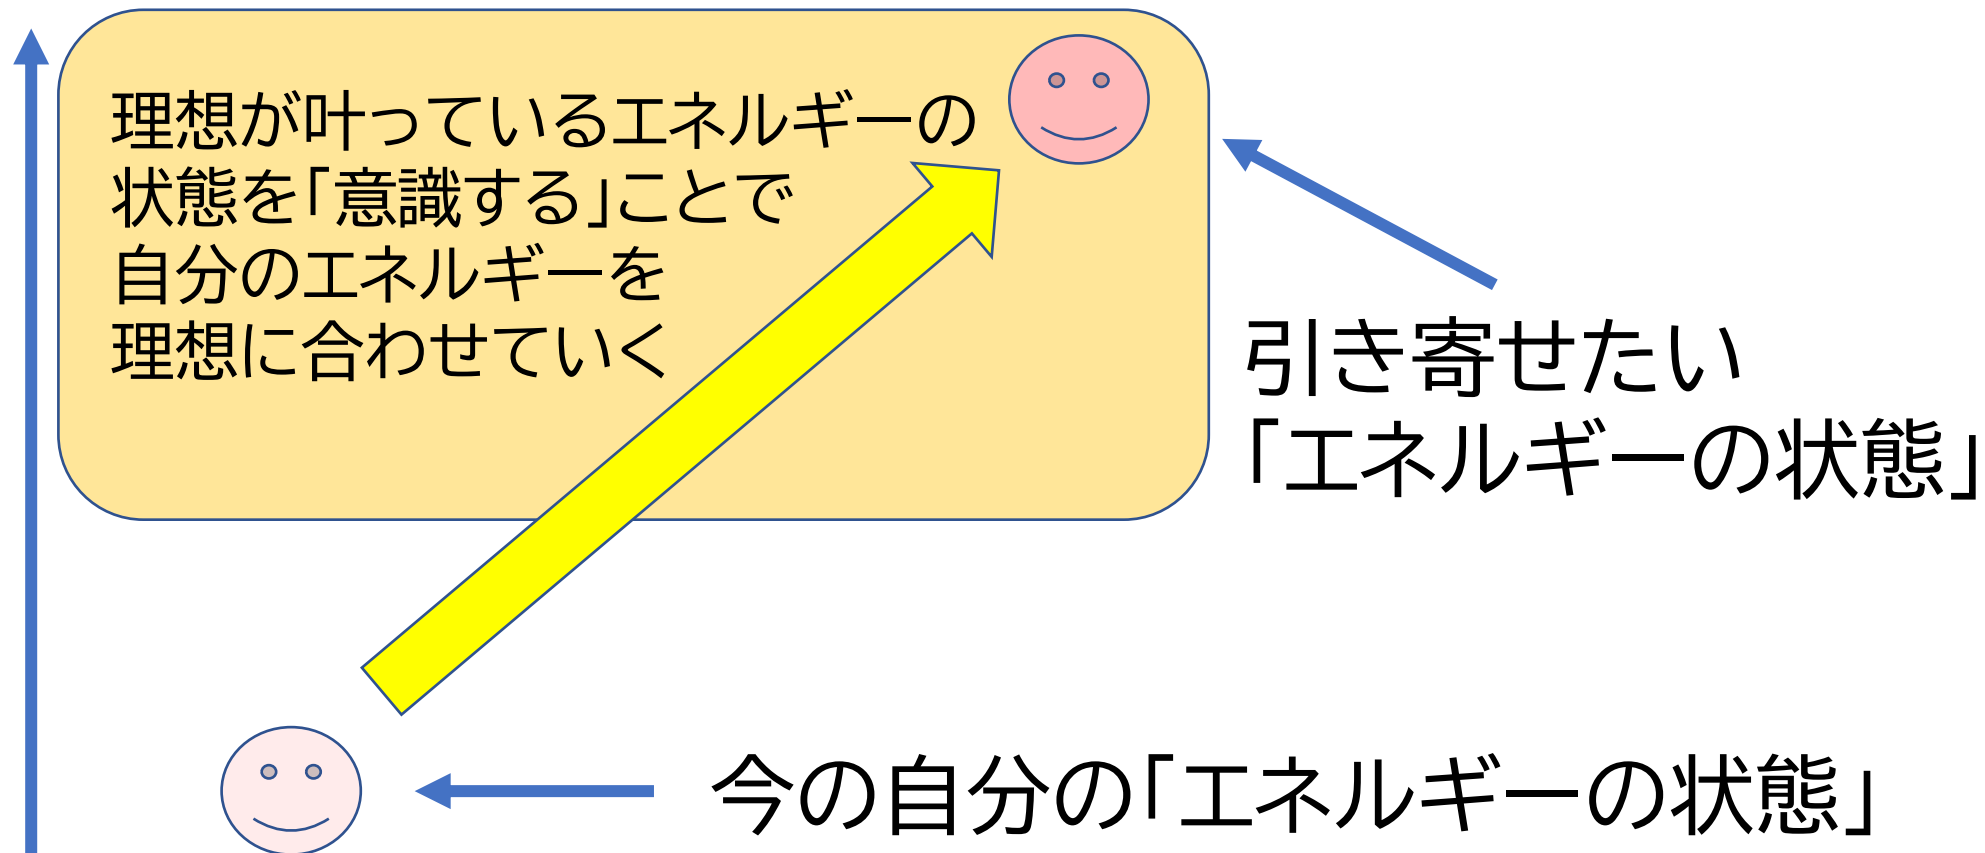 理想が叶っているエネルギーの
状態を「意識する」ことで
自分のエネルギーを
理想に合わせていく
引き寄せたい
「エネルギーの状態」
今の自分の「エネルギーの状態」